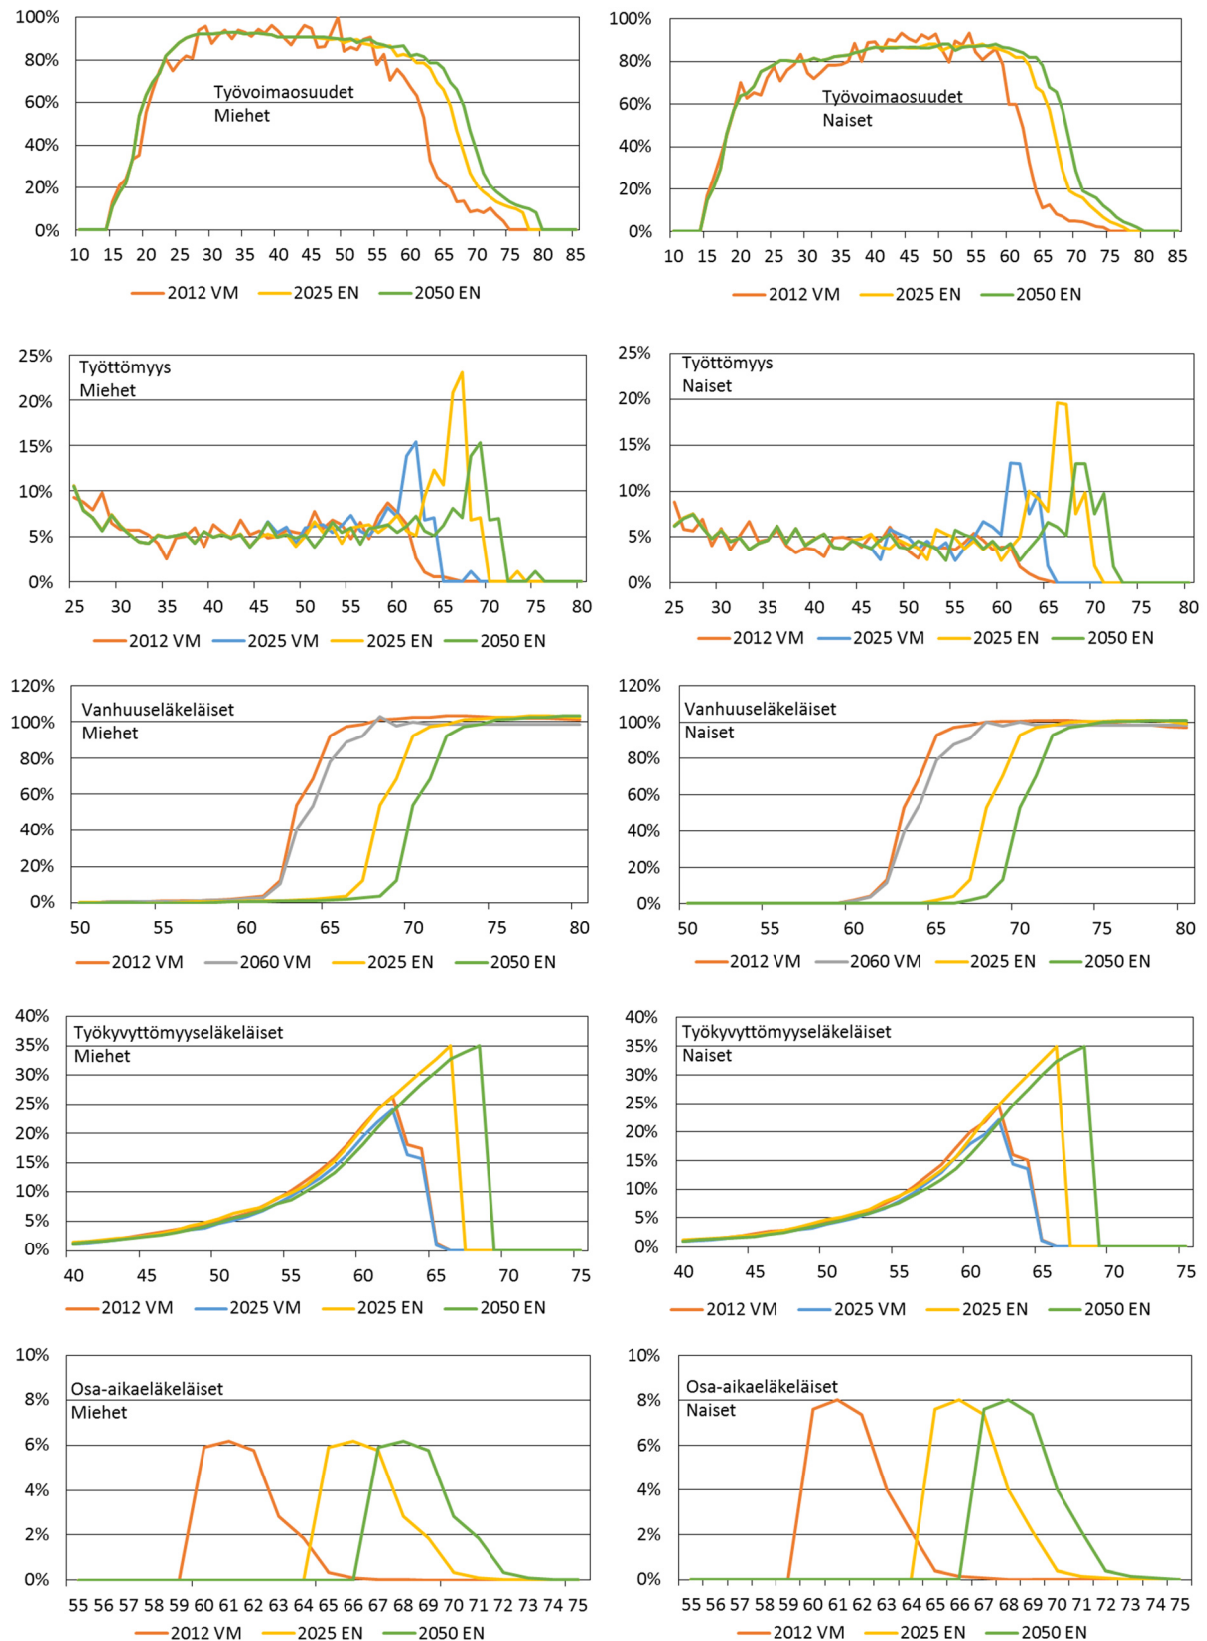 100%
80%
60%
40%
20%
0%
Työvoimaosuudet
Miehet
10 15 20 25 30 35 40 45 50 55 60 65 70 75 80 85
2012 VM 2025 EN 2050 EN
100%
80%
60%
40%
20%
0%
Työvoimaosuudet
Naiset
10 15 20 25 30 35 40 45 50 55 60 65 70 75 80 85
2012 VM 2025 EN 2050 EN
25%
20%
15%
10%
5%
0%
Työttömyys
Miehet
25 30 35 40 45 50 55 60 65 70 75 80
2012 VM 2025 VM 2025 EN 2050 EN
25%
20%
15%
10%
5%
0%
Työttömyys
Naiset
25 30 35 40 45 50 55 60 65 70 75 80
2012 VM 2025 VM 2025 EN 2050 EN
120%
100%
80%
60%
40%
20%
0%
Vanhuuseläkeläiset
Miehet
50 55 60 65 70 75 80
2012 VM 2060 VM 2025 EN 2050 EN
120%
100%
80%
60%
40%
20%
0%
Vanhuuseläkeläiset
Naiset
50 55 60 65 70 75 80
2012 VM 2060 VM 2025 EN 2050 EN
40%
35%
30%
25%
20%
15%
10%
5%
0%
Työkyvyttömyyseläkeläiset
Miehet
40 45 50 55 60 65 70 75
2012 VM 2025 VM 2025 EN 2050 EN
40%
35%
30%
25%
20%
15%
10%
5%
0%
Työkyvyttömyyseläkeläiset
Naiset
40 45 50 55 60 65 70 75
2012 VM 2025 VM 2025 EN 2050 EN
10%
8%
6%
4%
2%
0%
Osa-aikaeläkeläiset
Miehet
55 56 57 58 59 60 61 62 63 64 65 66 67 68 69 70 71 72 73 74 75
2012 VM 2025 EN 2050 EN
10%
8%
6%
4%
2%
0%
Osa-aikaeläkeläiset
Naiset
55 56 57 58 59 60 61 62 63 64 65 66 67 68 69 70 71 72 73 74 75
2012 VM 2025 EN 2050 EN